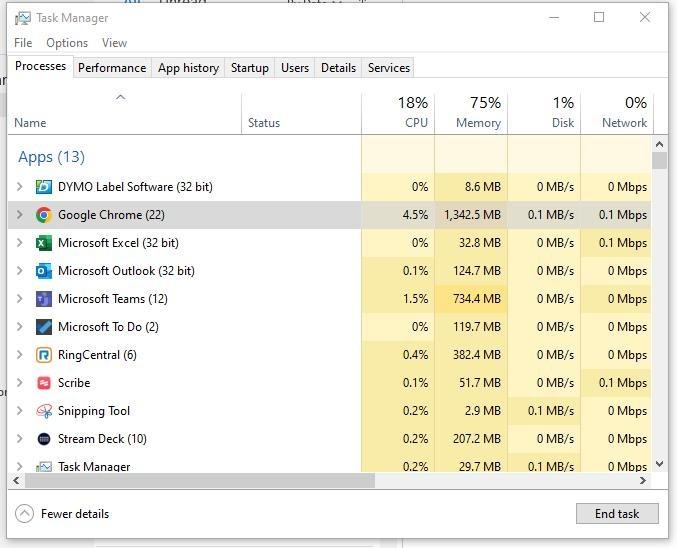 Task Manager
File Options View
Processes Performance App history Startup Users Details Services
18% 75% 1% 0%
Name Status CPU Memory Disk Network
Apps (13)
DYMO Label Software (32 bit) 0% 8.6 MB 0 MB/s 0 Mbps
Google Chrome (22) 4.5% 1,342.5 MB 0.1 MB/s 0.1 Mbps
Microsoft Excel (32 bit) 0% 32.8 MB 0 MB/s 0.1 Mbps
Microsoft Outlook (32 bit) 0.1% 124.7 MB 0 MB/s 0 Mbps
Microsoft Teams (12) 1.5% 734.4 MB 0 MB/s 0 Mbps
Microsoft To Do (2) 0% 119.7 MB 0 MB/s 0 Mbps
RingCentral (6) 0.4% 382.4 MB 0 MB/s 0 Mbps
Scribe 0.1% 51.7 MB 0 MB/s 0.1 Mbps
Snipping Tool 0.2% 2.9 MB 0.1 MB/s 0 Mbps
Stream Deck (10) 0.2% 207.2 MB 0 MB/s 0 Mbps
Task Manager 0.2% 29.7 MB 0.1 MB/s 0 Mbps
Fewer details End task